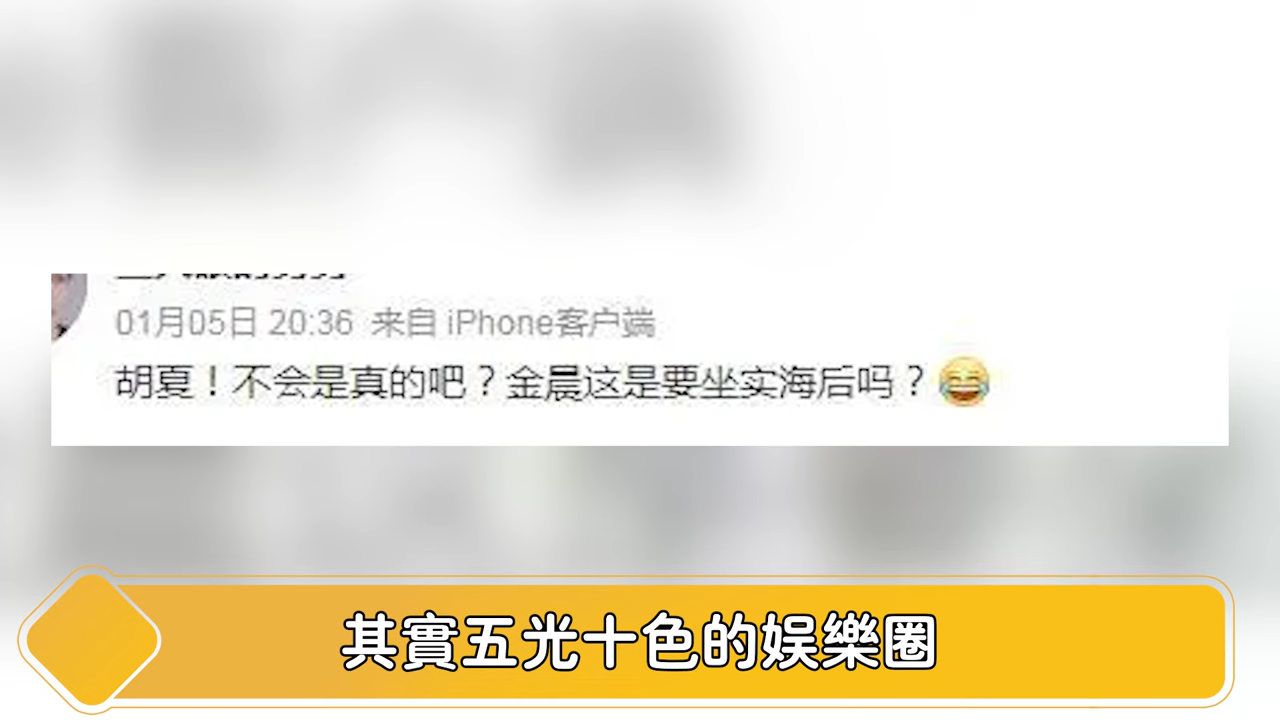 01月05日 20:36 来自 iPhone客户端
胡夏！不会是真的吧？金晨这是要坐实海后吗？😂
其實五光十色的娛樂圈